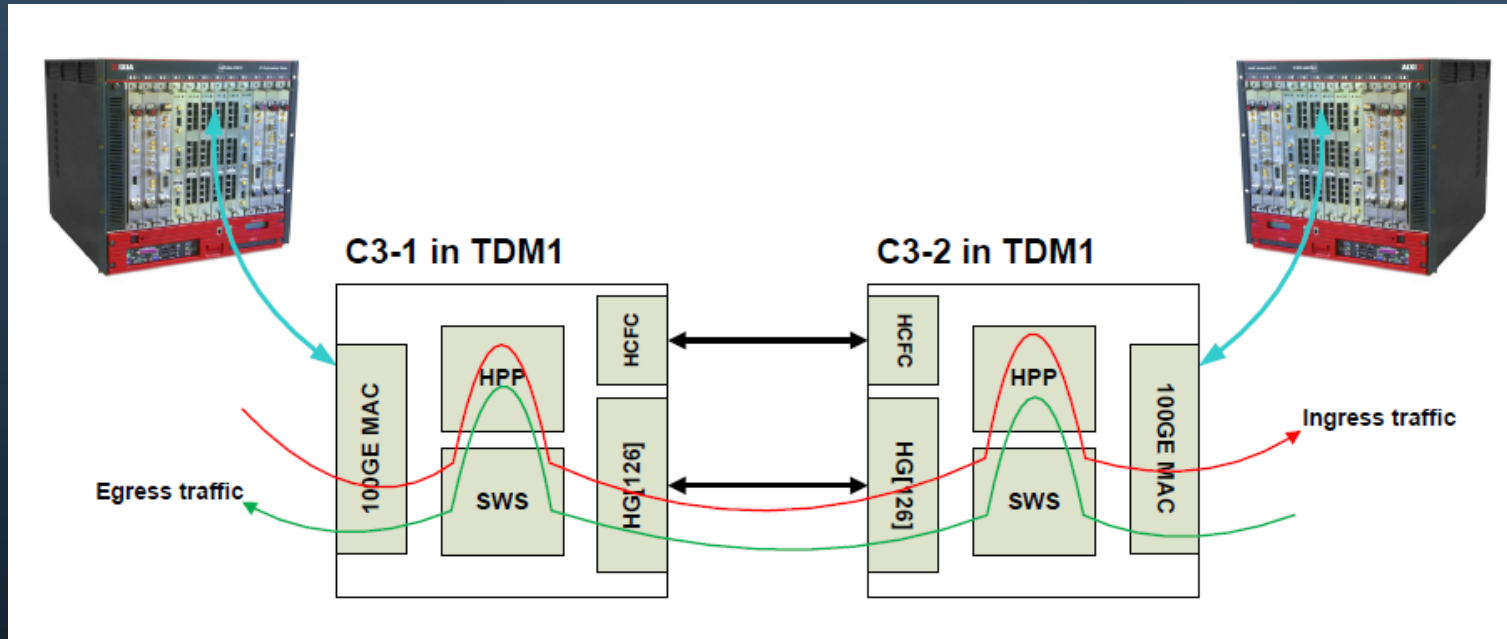 IXIA
C3-1 in TDM1
C3-2 in TDM1
HCFC
HCFC
HPP
HPP
100GE MAC
100GE MAC
Ingress traffic
Egress traffic
SWS
HG[126]
HG[126]
SWS